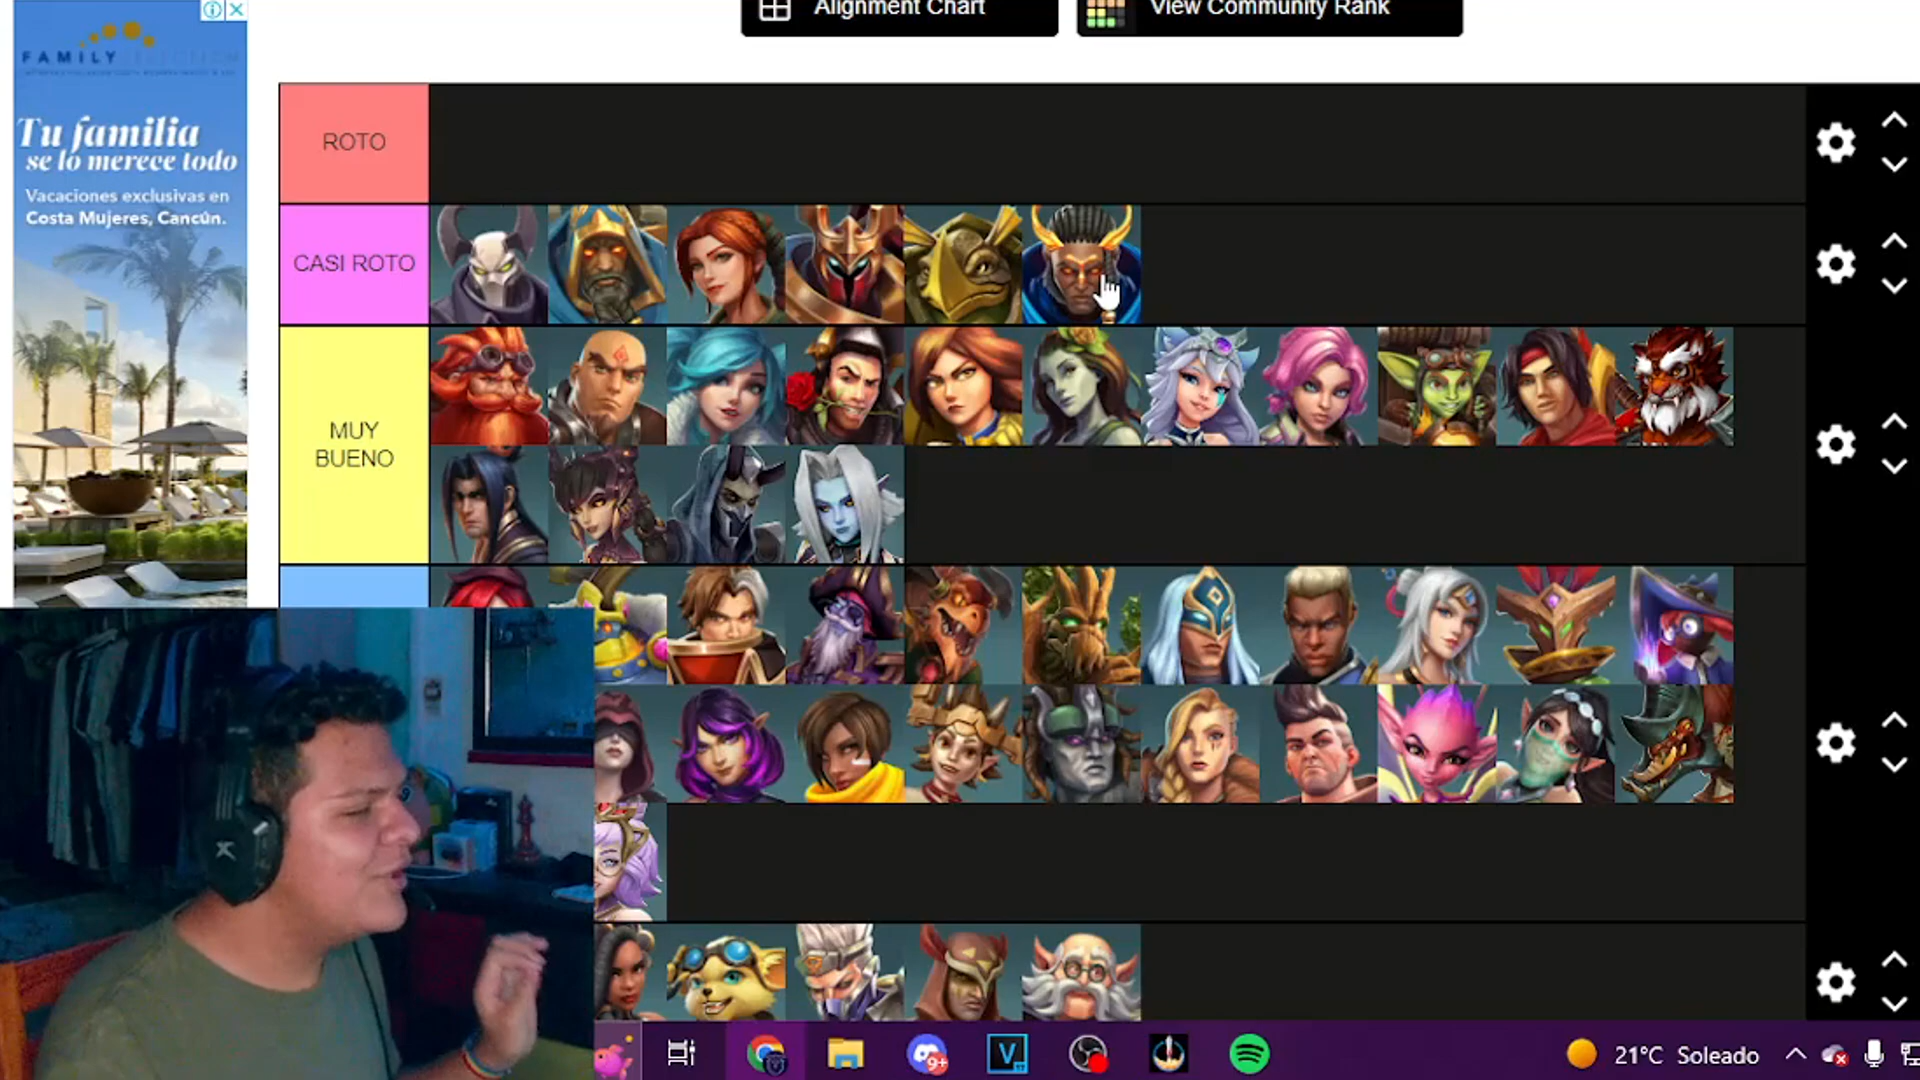 Alignment Chart
View Community Rank
FAMILY
Tu familia
se lo merece todo
Vacaciones exclusivas en
Costa Mujeres, Cancún.
ROTO
CASI ROTO
MUY
BUENO
9+
V
21°C Soleado